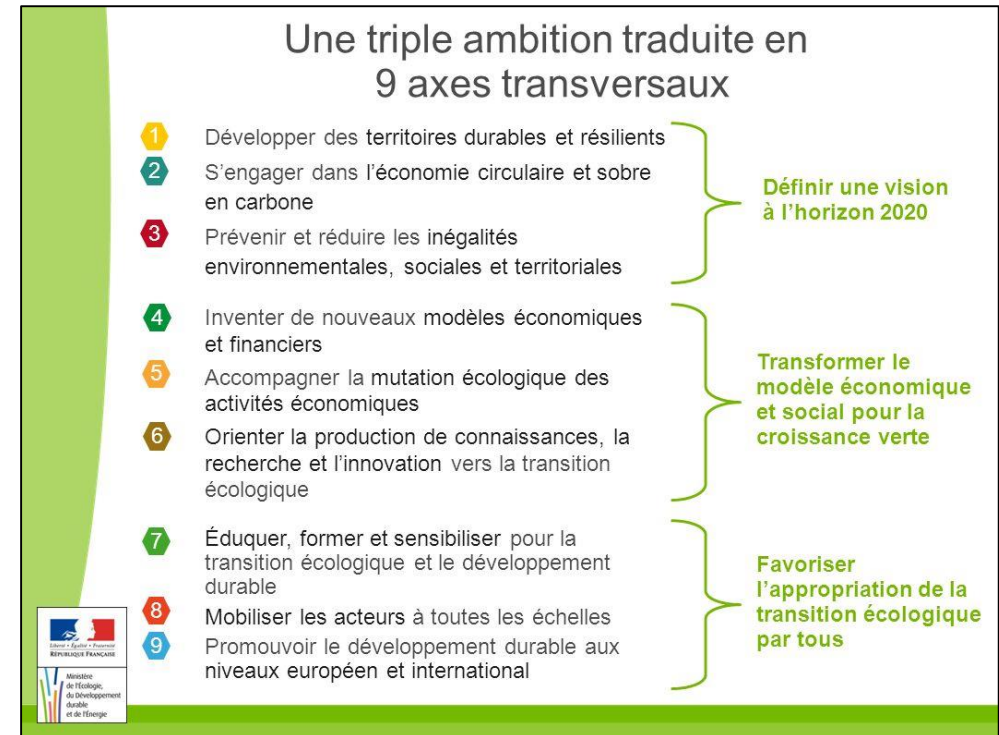 Une triple ambition traduite en
9 axes transversaux
1 Développer des territoires durables et résilients
2 S'engager dans l'économie circulaire et sobre
en carbone
3 Prévenir et réduire les inégalités
environnementales, sociales et territoriales
Définir une vision
à l'horizon 2020
4 Inventer de nouveaux modèles économiques
et financiers
5 Accompagner la mutation écologique des
activités économiques
6 Orienter la production de connaissances, la
recherche et l'innovation vers la transition
écologique
Transformer le
modèle économique
et social pour la
croissance verte
7 Éduquer, former et sensibiliser pour la
transition écologique et le développement
durable
8 Mobiliser les acteurs à toutes les échelles
9 Promouvoir le développement durable aux
niveaux européen et international
Favoriser
l'appropriation de la
transition écologique
par tous
Liberté • Égalité • Fraternité
RÉPUBLIQUE FRANÇAISE
Ministère
de l'Écologie,
du Développement
durable
et de l'Énergie